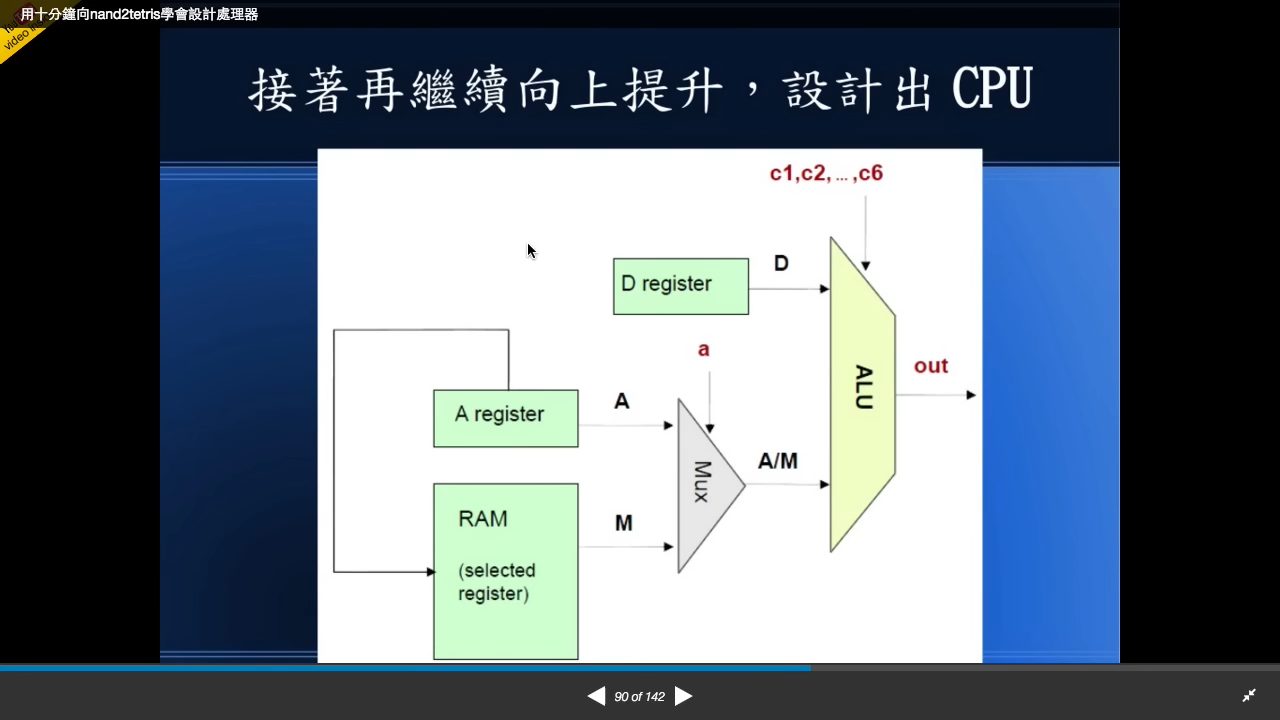 用十分鐘向nand2tetris學會設計處理器
接著再繼續向上提升，設計出 CPU
c1,c2, ... ,c6
D register
D
a
A register
A
ALU
out
Mux
A/M
RAM
M
(selected
register)
90 of 142